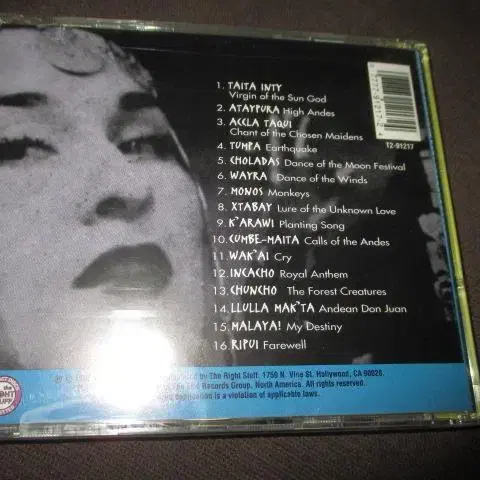 1. TAITA INTY
Virgin of the Sun God
2. ATAYPURA High Andes
3. ACCLA TAQUI
Chant of the Chosen Maidens
4. TUMPA Earthquake
5. CHOLADAS Dance of the Moon Festival
6. WAYRA Dance of the Winds
7. MONOS Monkeys
8. XTABAY Lure of the Unknown Love
9. K'ARAWI Planting Song
10. CUMBE-MAITA Calls of the Andes
11. WAK'AI Cry
12. INCACHO Royal Anthem
13. CHUNCHO The Forest Creatures
14. LLULLA MAK'TA Andean Don Juan
15. MALAYA! My Destiny
16. RIPUI Farewell
12-91217
by The Right Stuff, 1750 N. Vine St. Hollywood, CA 90028.
Records Group, North America. All rights reserved.
duplication is a violation of applicable laws.
the